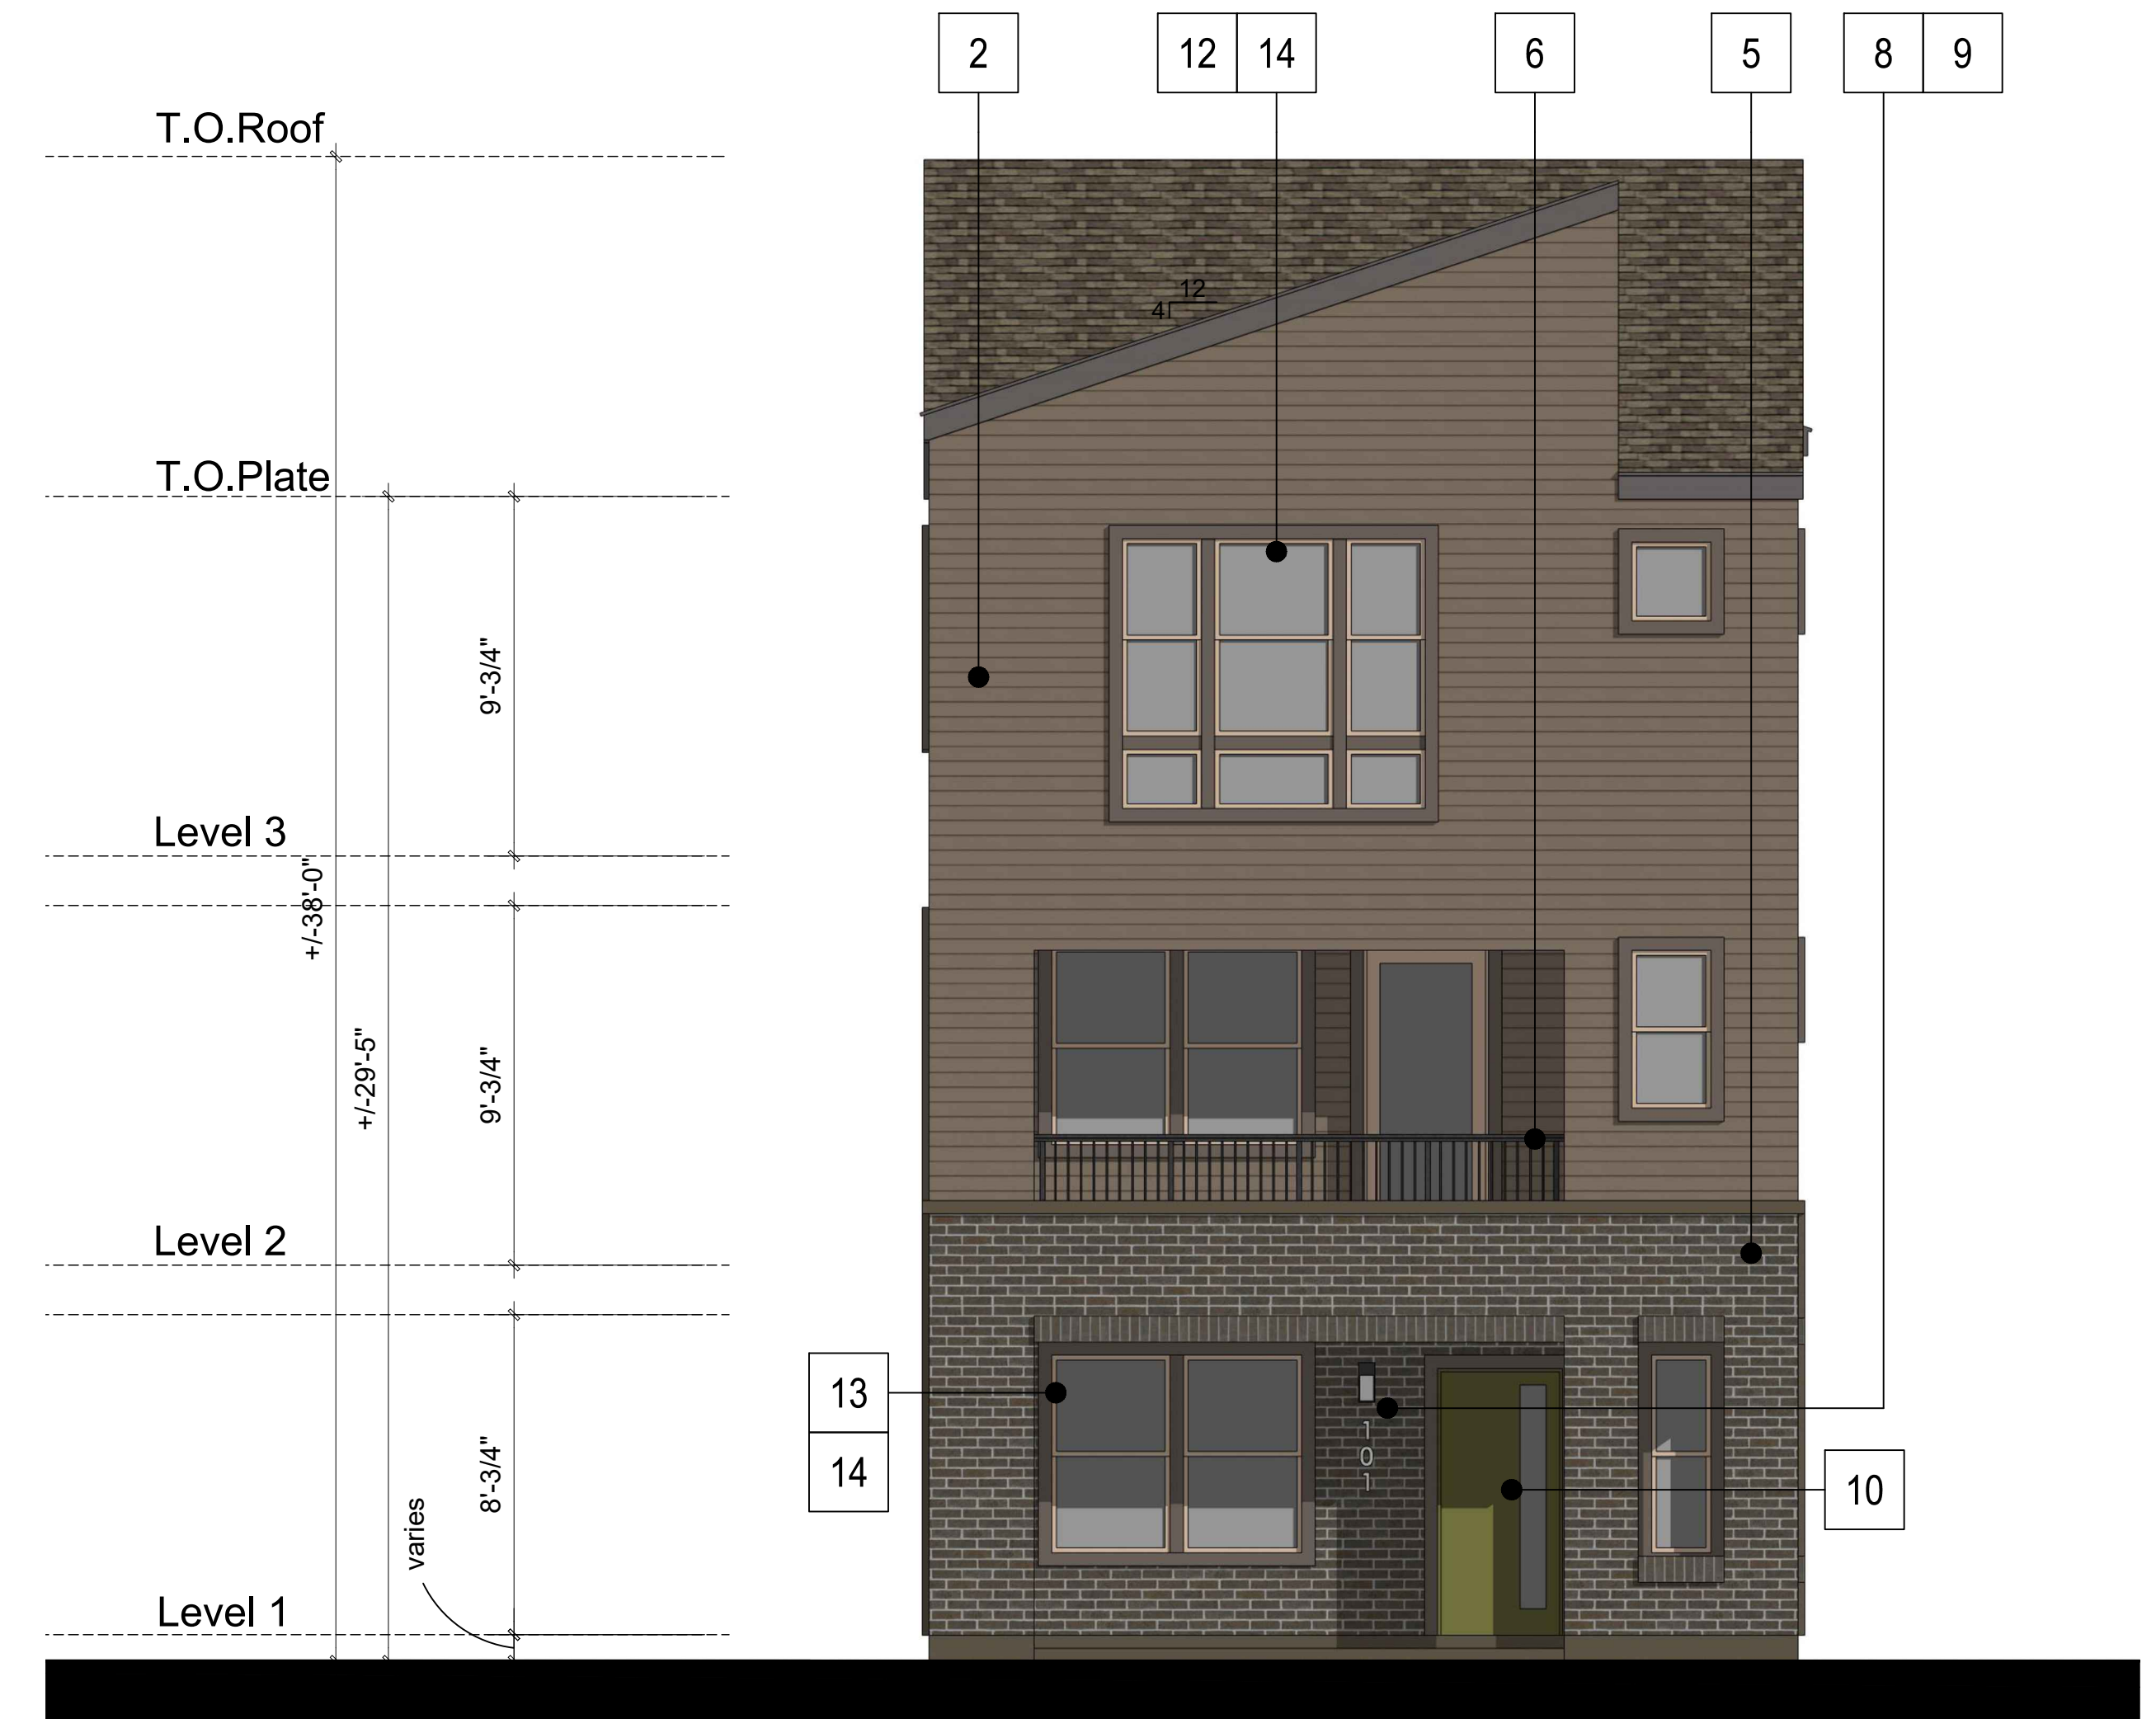 2
12 14
6
5
8 9
T.O.Roof
12
4
T.O.Plate
9'-3/4"
Level 3
+/-38'-0"
+/-29'-5"
9'-3/4"
Level 2
13
14
8'-3/4"
varies
101
10
Level 1